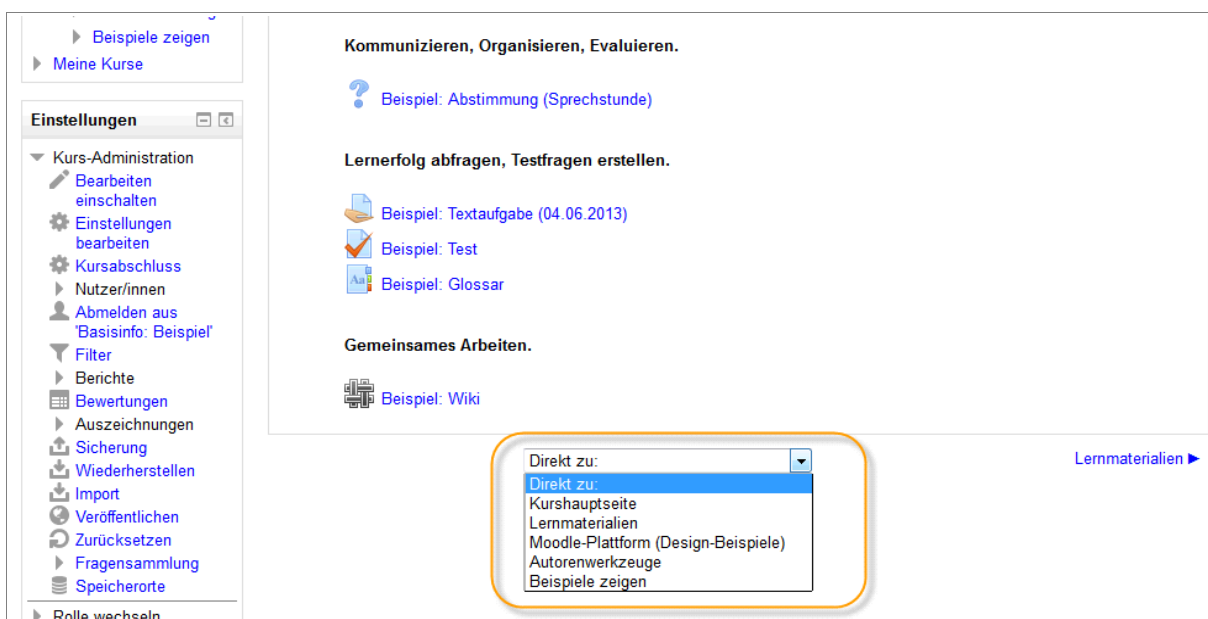 Beispiele zeigen
Meine Kurse
Einstellungen
Kurs-Administration
Bearbeiten
einschalten
Einstellungen
bearbeiten
Kursabschluss
Nutzer/innen
Abmelden aus
'Basisinfo: Beispiel'
Filter
Berichte
Bewertungen
Auszeichnungen
Sicherung
Wiederherstellen
Import
Veröffentlichen
Zurücksetzen
Fragensammlung
Speicherorte
Rolle wechseln
Kommunizieren, Organisieren, Evaluieren.
Beispiel: Abstimmung (Sprechstunde)
Lernerfolg abfragen, Testfragen erstellen.
Beispiel: Textaufgabe (04.06.2013)
Beispiel: Test
Aa
Beispiel: Glossar
Gemeinsames Arbeiten.
Beispiel: Wiki
Direkt zu:
Direkt zu:
Kurshauptseite
Lernmaterialien
Moodle-Plattform (Design-Beispiele)
Autorenwerkzeuge
Beispiele zeigen
Lernmaterialien ►